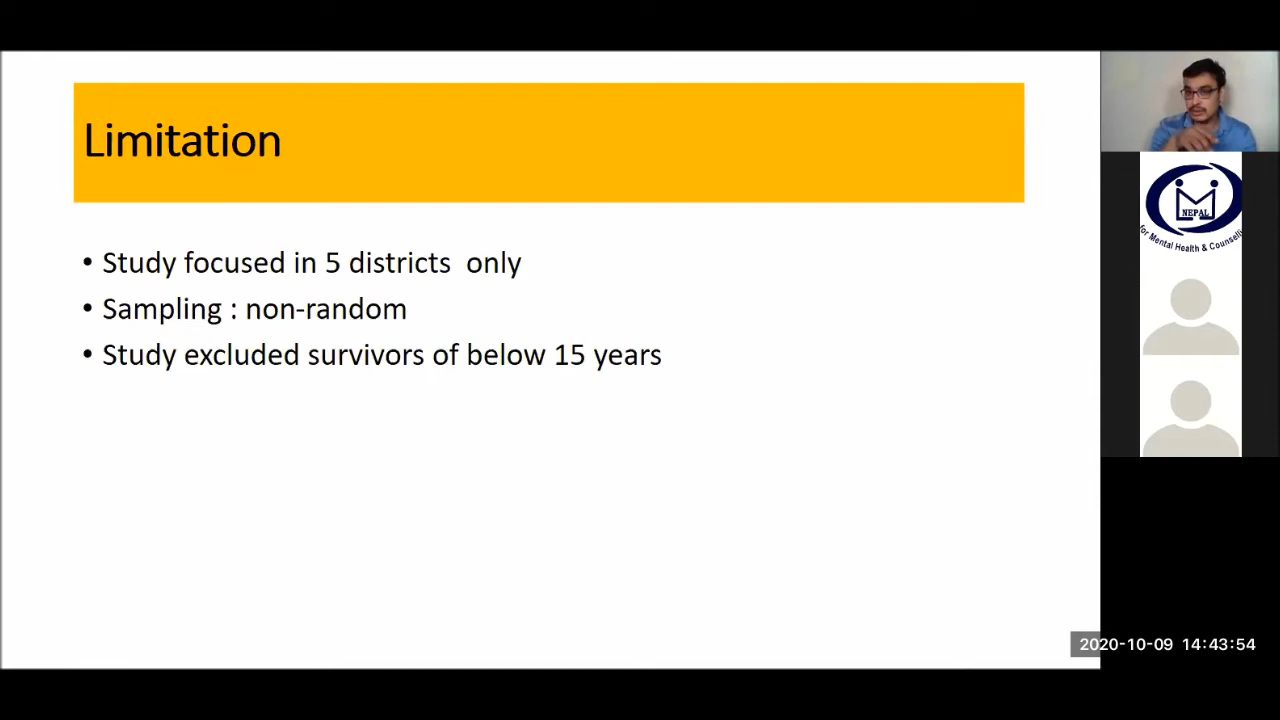 Limitation
• Study focused in 5 districts only
• Sampling : non-random
• Study excluded survivors of below 15 years
NEPAL
for Mental Health &
2020-10-09 14:43:54